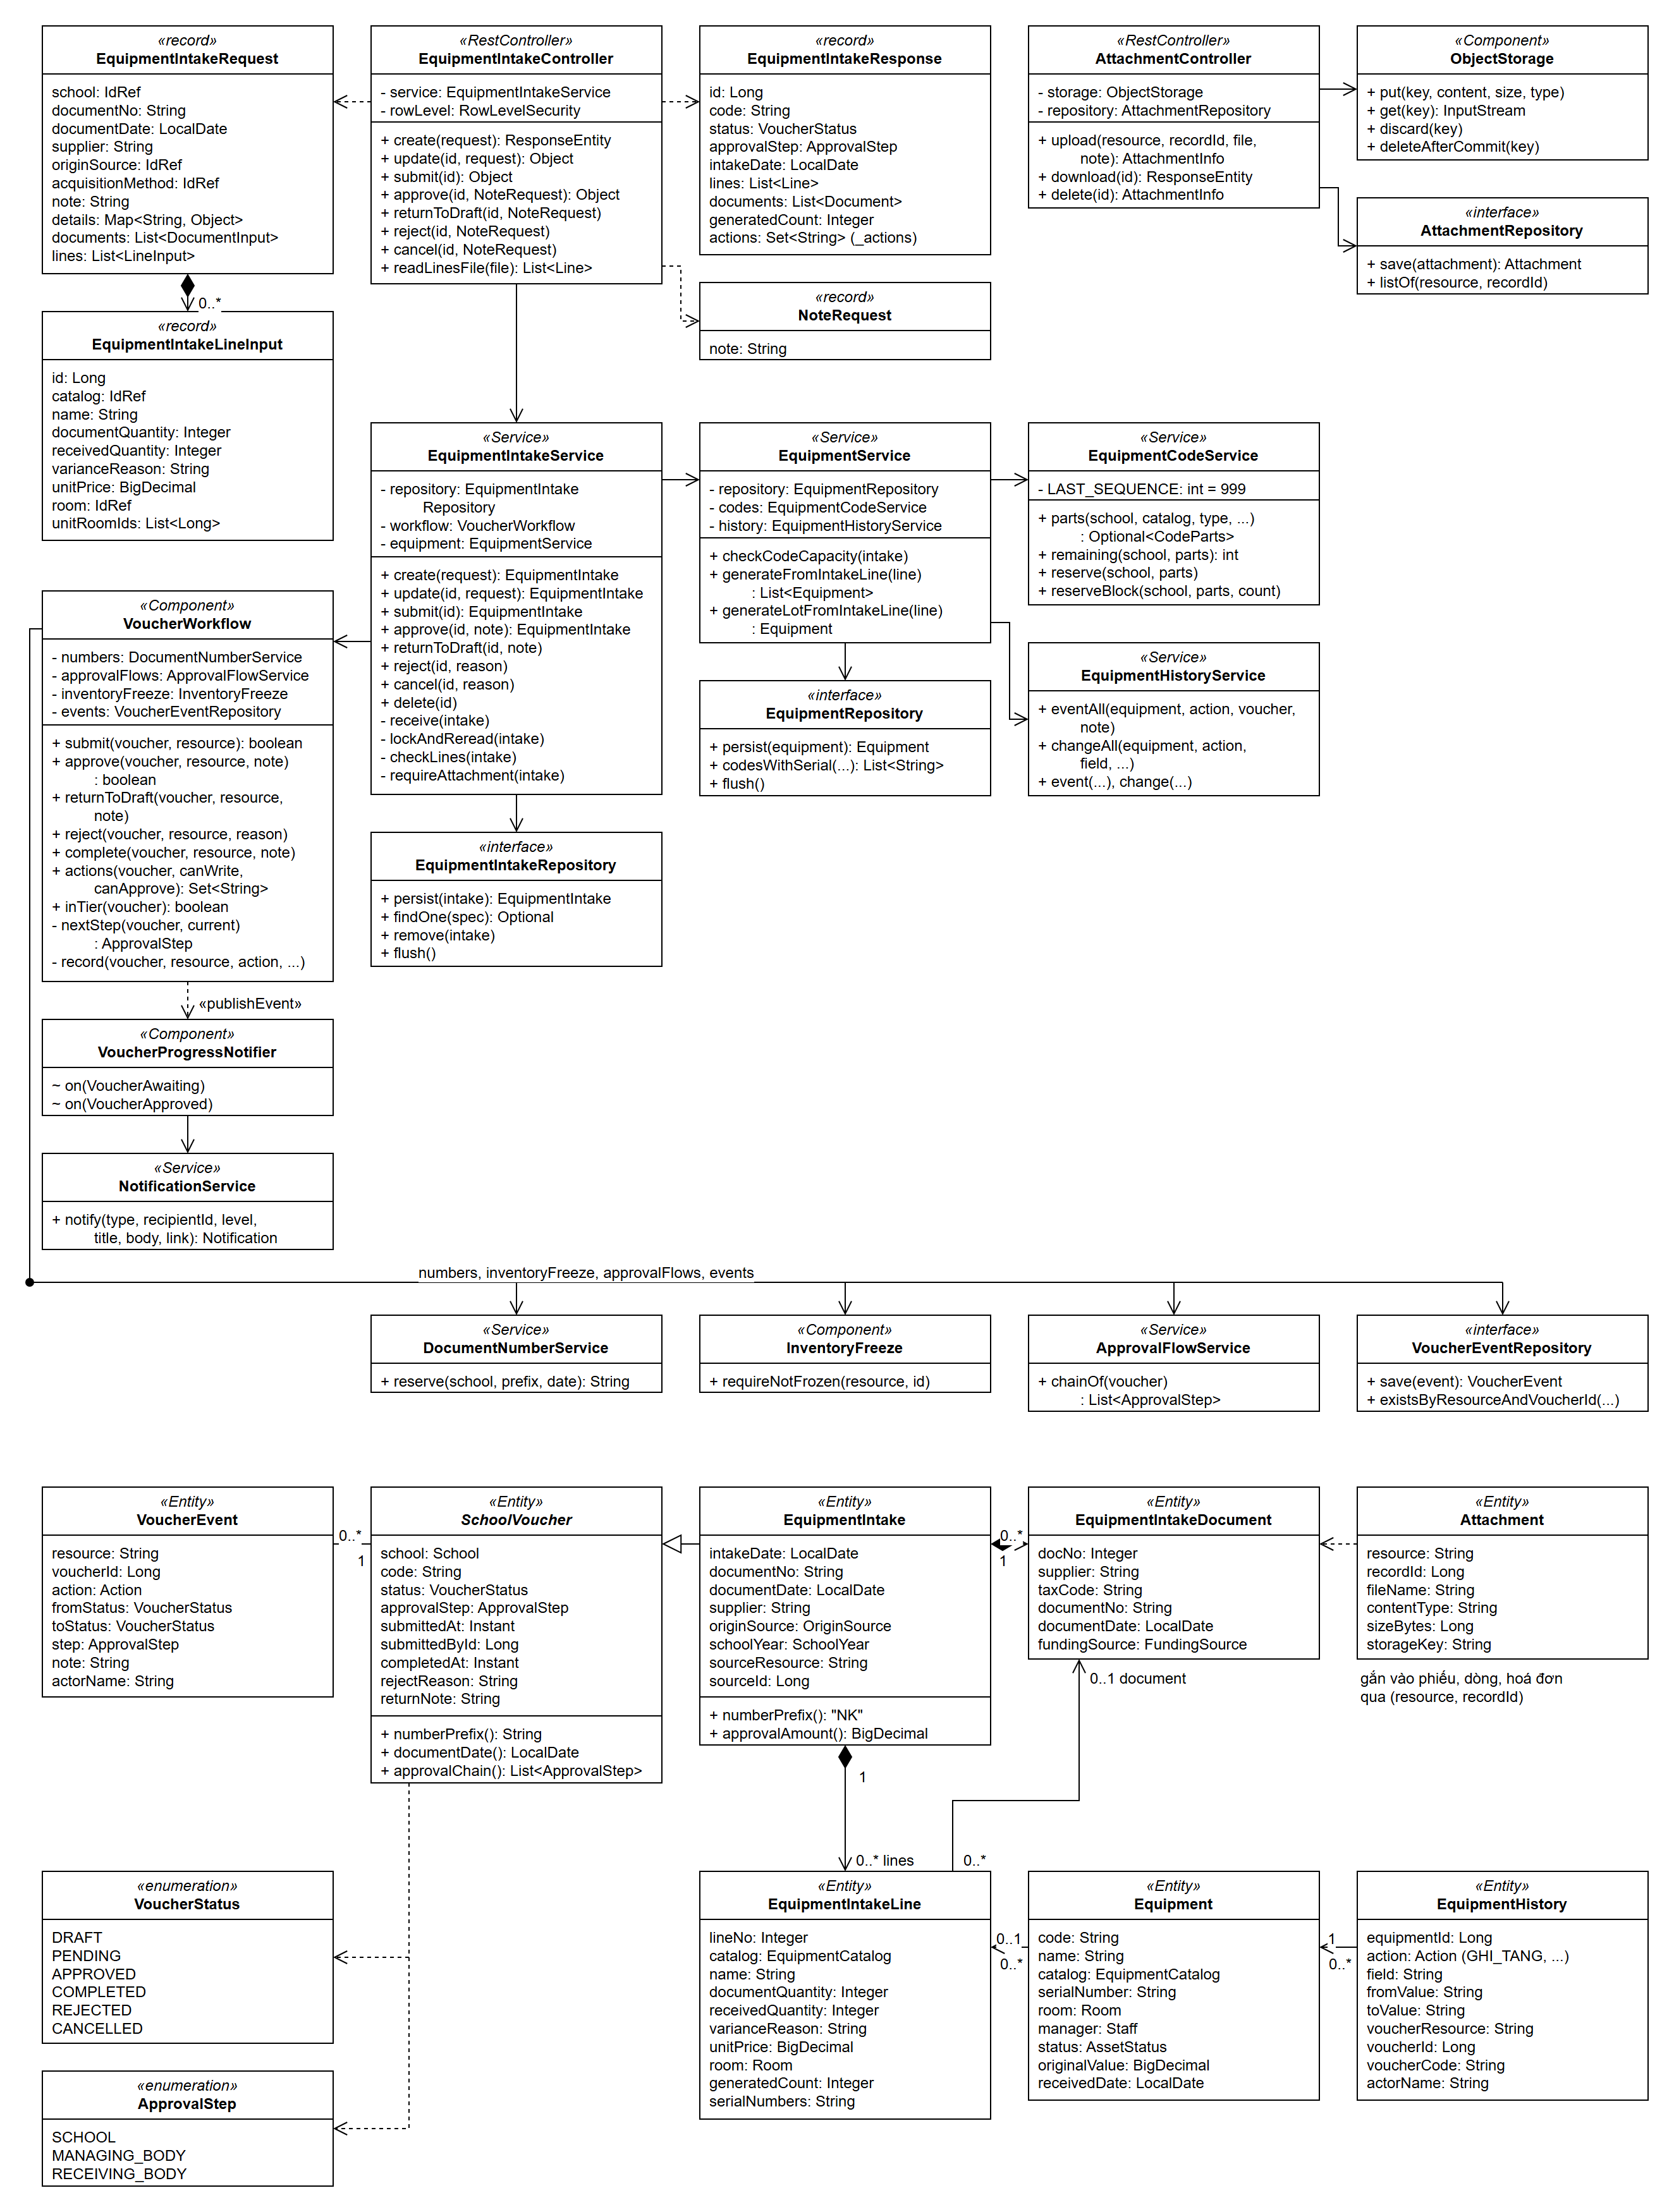 «record»
EquipmentIntakeRequest
school: IdRef
documentNo: String
documentDate: LocalDate
supplier: String
originSource: IdRef
acquisitionMethod: IdRef
note: String
details: Map<String, Object>
documents: List<DocumentInput>
lines: List<LineInput>
0..*
«RestController»
EquipmentIntakeController
- service: EquipmentIntakeService
- rowLevel: RowLevelSecurity
+ create(request): ResponseEntity
+ update(id, request): Object
+ submit(id): Object
+ approve(id, NoteRequest): Object
+ returnToDraft(id, NoteRequest)
+ reject(id, NoteRequest)
+ cancel(id, NoteRequest)
+ readLinesFile(file): List<Line>
«record»
EquipmentIntakeResponse
id: Long
code: String
status: VoucherStatus
approvalStep: ApprovalStep
intakeDate: LocalDate
lines: List<Line>
documents: List<Document>
generatedCount: Integer
actions: Set<String> (_actions)
«RestController»
AttachmentController
- storage: ObjectStorage
- repository: AttachmentRepository
+ upload(resource, recordId, file,
note): AttachmentInfo
+ download(id): ResponseEntity
+ delete(id): AttachmentInfo
«Component»
ObjectStorage
+ put(key, content, size, type)
+ get(key): InputStream
+ discard(key)
+ deleteAfterCommit(key)
«interface»
AttachmentRepository
+ save(attachment): Attachment
+ listOf(resource, recordId)
«record»
NoteRequest
note: String
«record»
EquipmentIntakeLineInput
id: Long
catalog: IdRef
name: String
documentQuantity: Integer
receivedQuantity: Integer
varianceReason: String
unitPrice: BigDecimal
room: IdRef
unitRoomIds: List<Long>
«Service»
EquipmentIntakeService
- repository: EquipmentIntake
Repository
- workflow: VoucherWorkflow
- equipment: EquipmentService
+ create(request): EquipmentIntake
+ update(id, request): EquipmentIntake
+ submit(id): EquipmentIntake
+ approve(id, note): EquipmentIntake
+ returnToDraft(id, note)
+ reject(id, reason)
+ cancel(id, reason)
+ delete(id)
- receive(intake)
- lockAndReread(intake)
- checkLines(intake)
- requireAttachment(intake)
«Service»
EquipmentService
- repository: EquipmentRepository
- codes: EquipmentCodeService
- history: EquipmentHistoryService
+ checkCodeCapacity(intake)
+ generateFromIntakeLine(line)
: List<Equipment>
+ generateLotFromIntakeLine(line)
: Equipment
«Service»
EquipmentCodeService
- LAST_SEQUENCE: int = 999
+ parts(school, catalog, type, ...)
: Optional<CodeParts>
+ remaining(school, parts): int
+ reserve(school, parts)
+ reserveBlock(school, parts, count)
«Service»
EquipmentHistoryService
+ eventAll(equipment, action, voucher,
note)
+ changeAll(equipment, action,
field, ...)
+ event(...), change(...)
«interface»
EquipmentRepository
+ persist(equipment): Equipment
+ codesWithSerial(...): List<String>
+ flush()
«interface»
EquipmentIntakeRepository
+ persist(intake): EquipmentIntake
+ findOne(spec): Optional
+ remove(intake)
+ flush()
«Component»
VoucherWorkflow
- numbers: DocumentNumberService
- approvalFlows: ApprovalFlowService
- inventoryFreeze: InventoryFreeze
- events: VoucherEventRepository
+ submit(voucher, resource): boolean
+ approve(voucher, resource, note)
: boolean
+ returnToDraft(voucher, resource,
note)
+ reject(voucher, resource, reason)
+ complete(voucher, resource, note)
+ actions(voucher, canWrite,
canApprove): Set<String>
+ inTier(voucher): boolean
- nextStep(voucher, current)
: ApprovalStep
- record(voucher, resource, action, ...)
«publishEvent»
«Component»
VoucherProgressNotifier
~ on(VoucherAwaiting)
~ on(VoucherApproved)
«Service»
NotificationService
+ notify(type, recipientId, level,
title, body, link): Notification
numbers, inventoryFreeze, approvalFlows, events
«Service»
DocumentNumberService
+ reserve(school, prefix, date): String
«Component»
InventoryFreeze
+ requireNotFrozen(resource, id)
«Service»
ApprovalFlowService
+ chainOf(voucher)
: List<ApprovalStep>
«interface»
VoucherEventRepository
+ save(event): VoucherEvent
+ existsByResourceAndVoucherId(...)
«Entity»
VoucherEvent
resource: String
voucherId: Long
action: Action
fromStatus: VoucherStatus
toStatus: VoucherStatus
step: ApprovalStep
note: String
actorName: String
0..*
1
«Entity»
SchoolVoucher
school: School
code: String
status: VoucherStatus
approvalStep: ApprovalStep
submittedAt: Instant
submittedById: Long
completedAt: Instant
rejectReason: String
returnNote: String
+ numberPrefix(): String
+ documentDate(): LocalDate
+ approvalChain(): List<ApprovalStep>
«Entity»
EquipmentIntake
intakeDate: LocalDate
documentNo: String
documentDate: LocalDate
supplier: String
originSource: OriginSource
schoolYear: SchoolYear
sourceResource: String
sourceId: Long
+ numberPrefix(): "NK"
+ approvalAmount(): BigDecimal
0..*
1
«Entity»
EquipmentIntakeDocument
docNo: Integer
supplier: String
taxCode: String
documentNo: String
documentDate: LocalDate
fundingSource: FundingSource
«Entity»
Attachment
resource: String
recordId: Long
fileName: String
contentType: String
sizeBytes: Long
storageKey: String
gắn vào phiếu, dòng, hoá đơn
qua (resource, recordId)
0..1 document
1
0..* lines
0..*
«enumeration»
VoucherStatus
DRAFT
PENDING
APPROVED
COMPLETED
REJECTED
CANCELLED
«enumeration»
ApprovalStep
SCHOOL
MANAGING_BODY
RECEIVING_BODY
«Entity»
EquipmentIntakeLine
lineNo: Integer
catalog: EquipmentCatalog
name: String
documentQuantity: Integer
receivedQuantity: Integer
varianceReason: String
unitPrice: BigDecimal
room: Room
generatedCount: Integer
serialNumbers: String
0..1
0..*
«Entity»
Equipment
code: String
name: String
catalog: EquipmentCatalog
serialNumber: String
room: Room
manager: Staff
status: AssetStatus
originalValue: BigDecimal
receivedDate: LocalDate
1
0..*
«Entity»
EquipmentHistory
equipmentId: Long
action: Action (GHI_TANG, ...)
field: String
fromValue: String
toValue: String
voucherResource: String
voucherId: Long
voucherCode: String
actorName: String